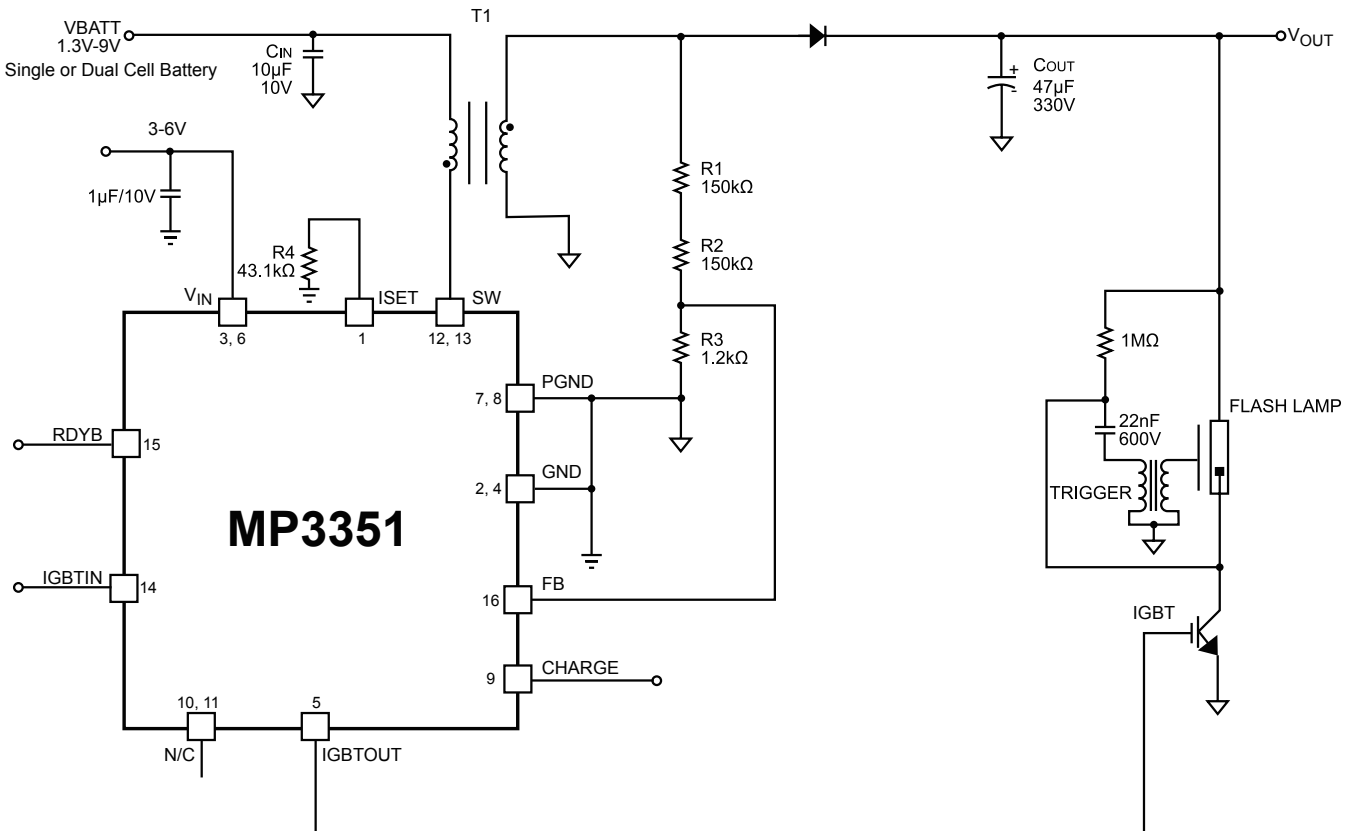 T1
VBATT
1.3V-9V
Single or Dual Cell Battery
CIN
10µF
10V
VOUT
COUT
+
-
47µF
330V
3-6V
1µF/10V
R1
150kΩ
R2
150kΩ
R4
43.1kΩ
VIN
ISET
SW
3, 6
1
12, 13
R3
1.2kΩ
1MΩ
PGND
7, 8
FLASH LAMP
22nF
600V
RDYB
15
GND
2, 4
TRIGGER
MP3351
IGBTIN
14
FB
16
IGBT
CHARGE
9
10, 11
5
N/C
IGBTOUT